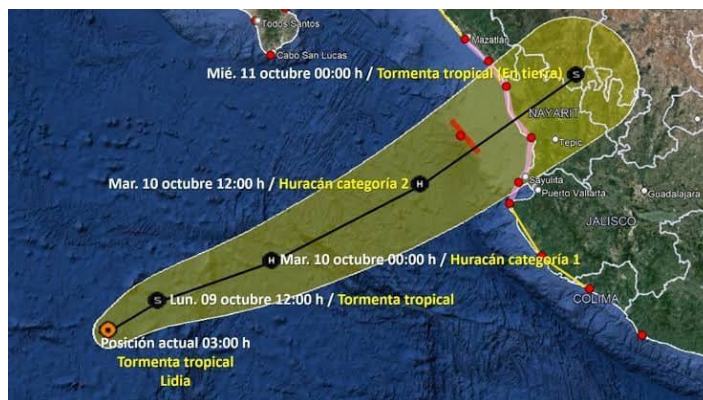 Todos Santos
Cabo San Lucas
Mazatlán
Mié. 11 octubre 00:00 h / Tormenta tropical (En tierra)
S
NAYARIT
Tepic
Mar. 10 octubre 12:00 h / Huracán categoría 2
H
Sayulita
Puerto Vallarta
Guadalajara
JALISCO
H
Mar. 10 octubre 00:00 h / Huracán categoría 1
S
Lun. 09 octubre 12:00 h / Tormenta tropical
COLIMA
Posición actual 03:00 h
Tormenta tropical
Lidia